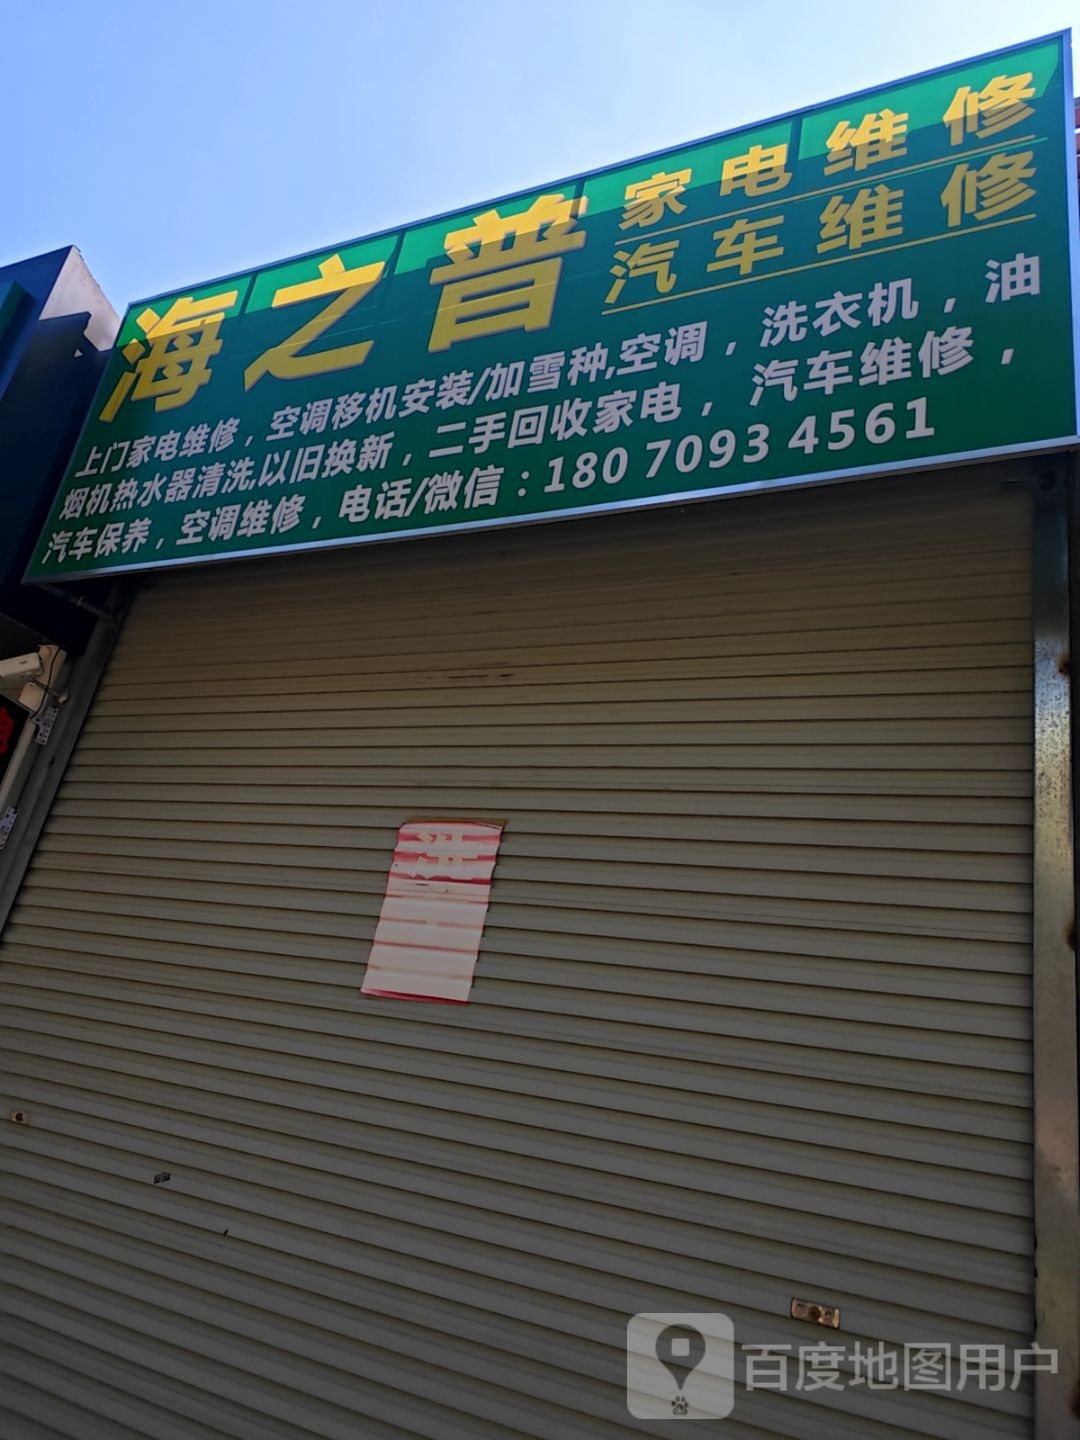 海之普
家电维修
汽车维修
上门家电维修，空调移机安装/加雪种,空调，洗衣机，油
烟机热水器清洗,以旧换新，二手回收家电，汽车维修，
汽车保养，空调维修，电话/微信：180 7093 4561
洗
百度地图用户